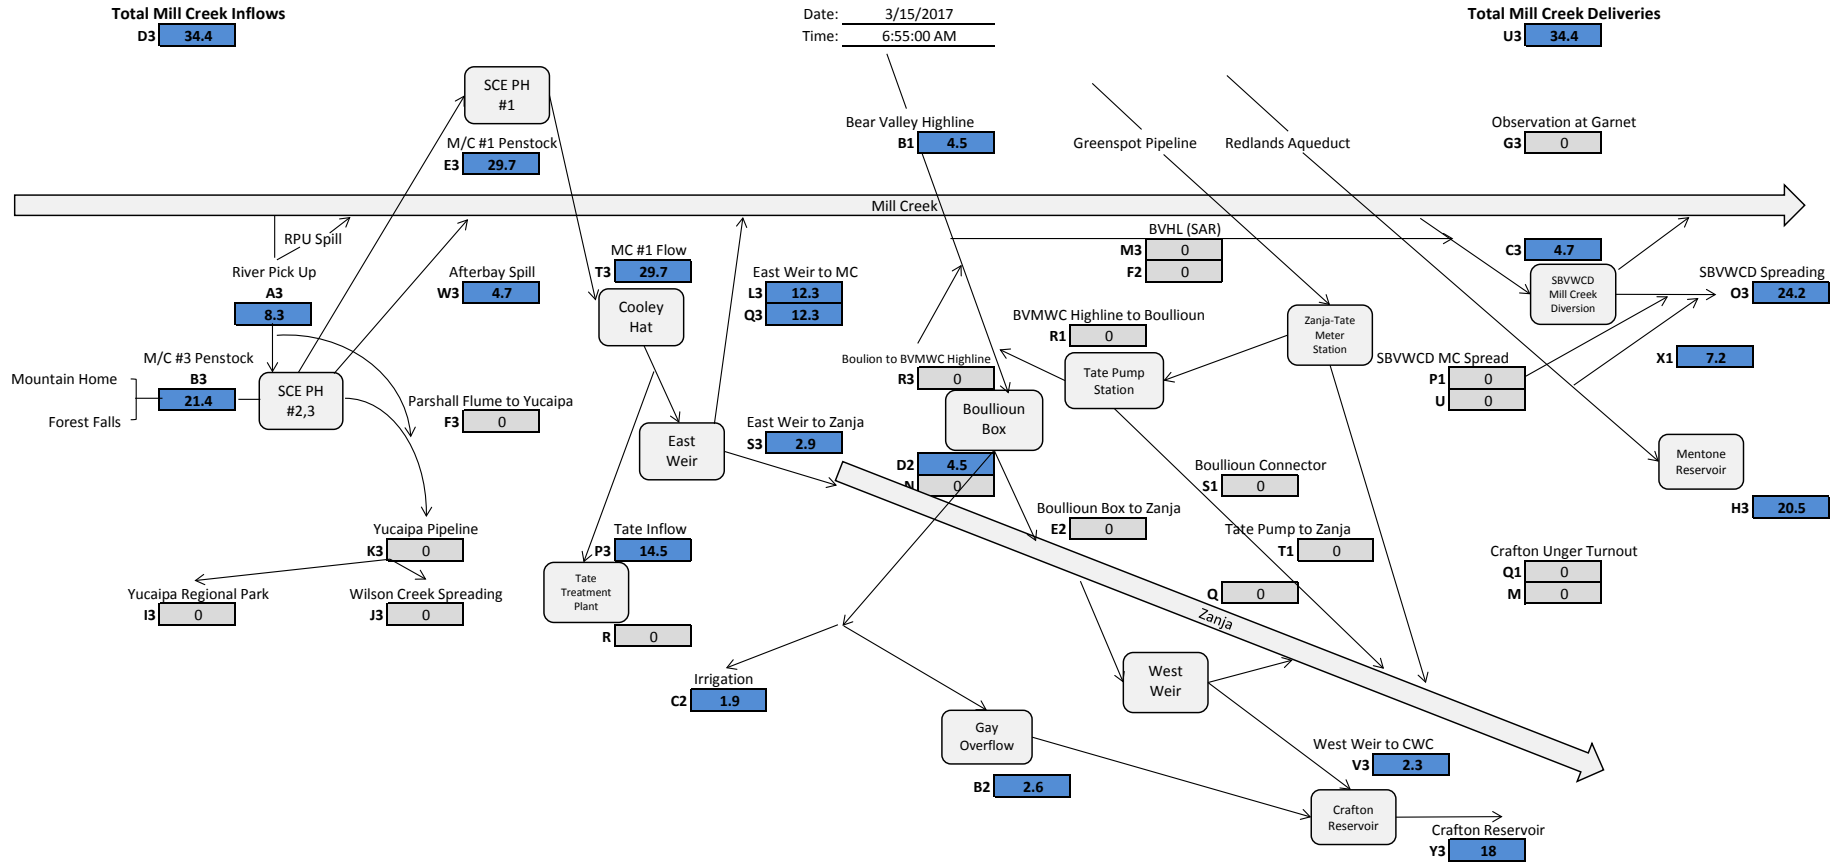 Total Mill Creek Inflows
D3 34.4
Date: 3/15/2017
Time: 6:55:00 AM
Total Mill Creek Deliveries
U3 34.4
SCE PH
#1
M/C #1 Penstock
E3 29.7
Bear Valley Highline
B1 4.5
Greenspot Pipeline
Redlands Aqueduct
Observation at Garnet
G3 0
Mill Creek
RPU Spill
River Pick Up
A3
8.3
Afterbay Spill
W3 4.7
MC #1 Flow
T3 29.7
Cooley
Hat
East Weir to MC
L3 12.3
Q3 12.3
BVHL (SAR)
M3 0
F2 0
C3 4.7
SBVWCD
Mill Creek
Diversion
SBVWCD Spreading
O3 24.2
BVMWC Highline to Boullioun
R1 0
Zanja-Tate
Meter
Station
Boulion to BVMWC Highline
R3 0
Tate Pump
Station
SBVWCD MC Spread
P1 0
U 0
X1 7.2
M/C #3 Penstock
B3
21.4
Mountain Home
Forest Falls
SCE PH
#2,3
Parshall Flume to Yucaipa
F3 0
East
Weir
East Weir to Zanja
S3 2.9
Boullioun
Box
D2 4.5
N 0
Boullioun Connector
S1 0
Mentone
Reservoir
H3 20.5
Boullioun Box to Zanja
E2 0
Tate Pump to Zanja
T1 0
Yucaipa Pipeline
K3 0
Tate Inflow
P3 14.5
Tate
Treatment
Plant
R 0
Crafton Unger Turnout
Q1 0
M 0
Q 0
Zanja
Yucaipa Regional Park
I3 0
Wilson Creek Spreading
J3 0
Irrigation
C2 1.9
West
Weir
Gay
Overflow
B2 2.6
West Weir to CWC
V3 2.3
Crafton
Reservoir
Crafton Reservoir
Y3 18